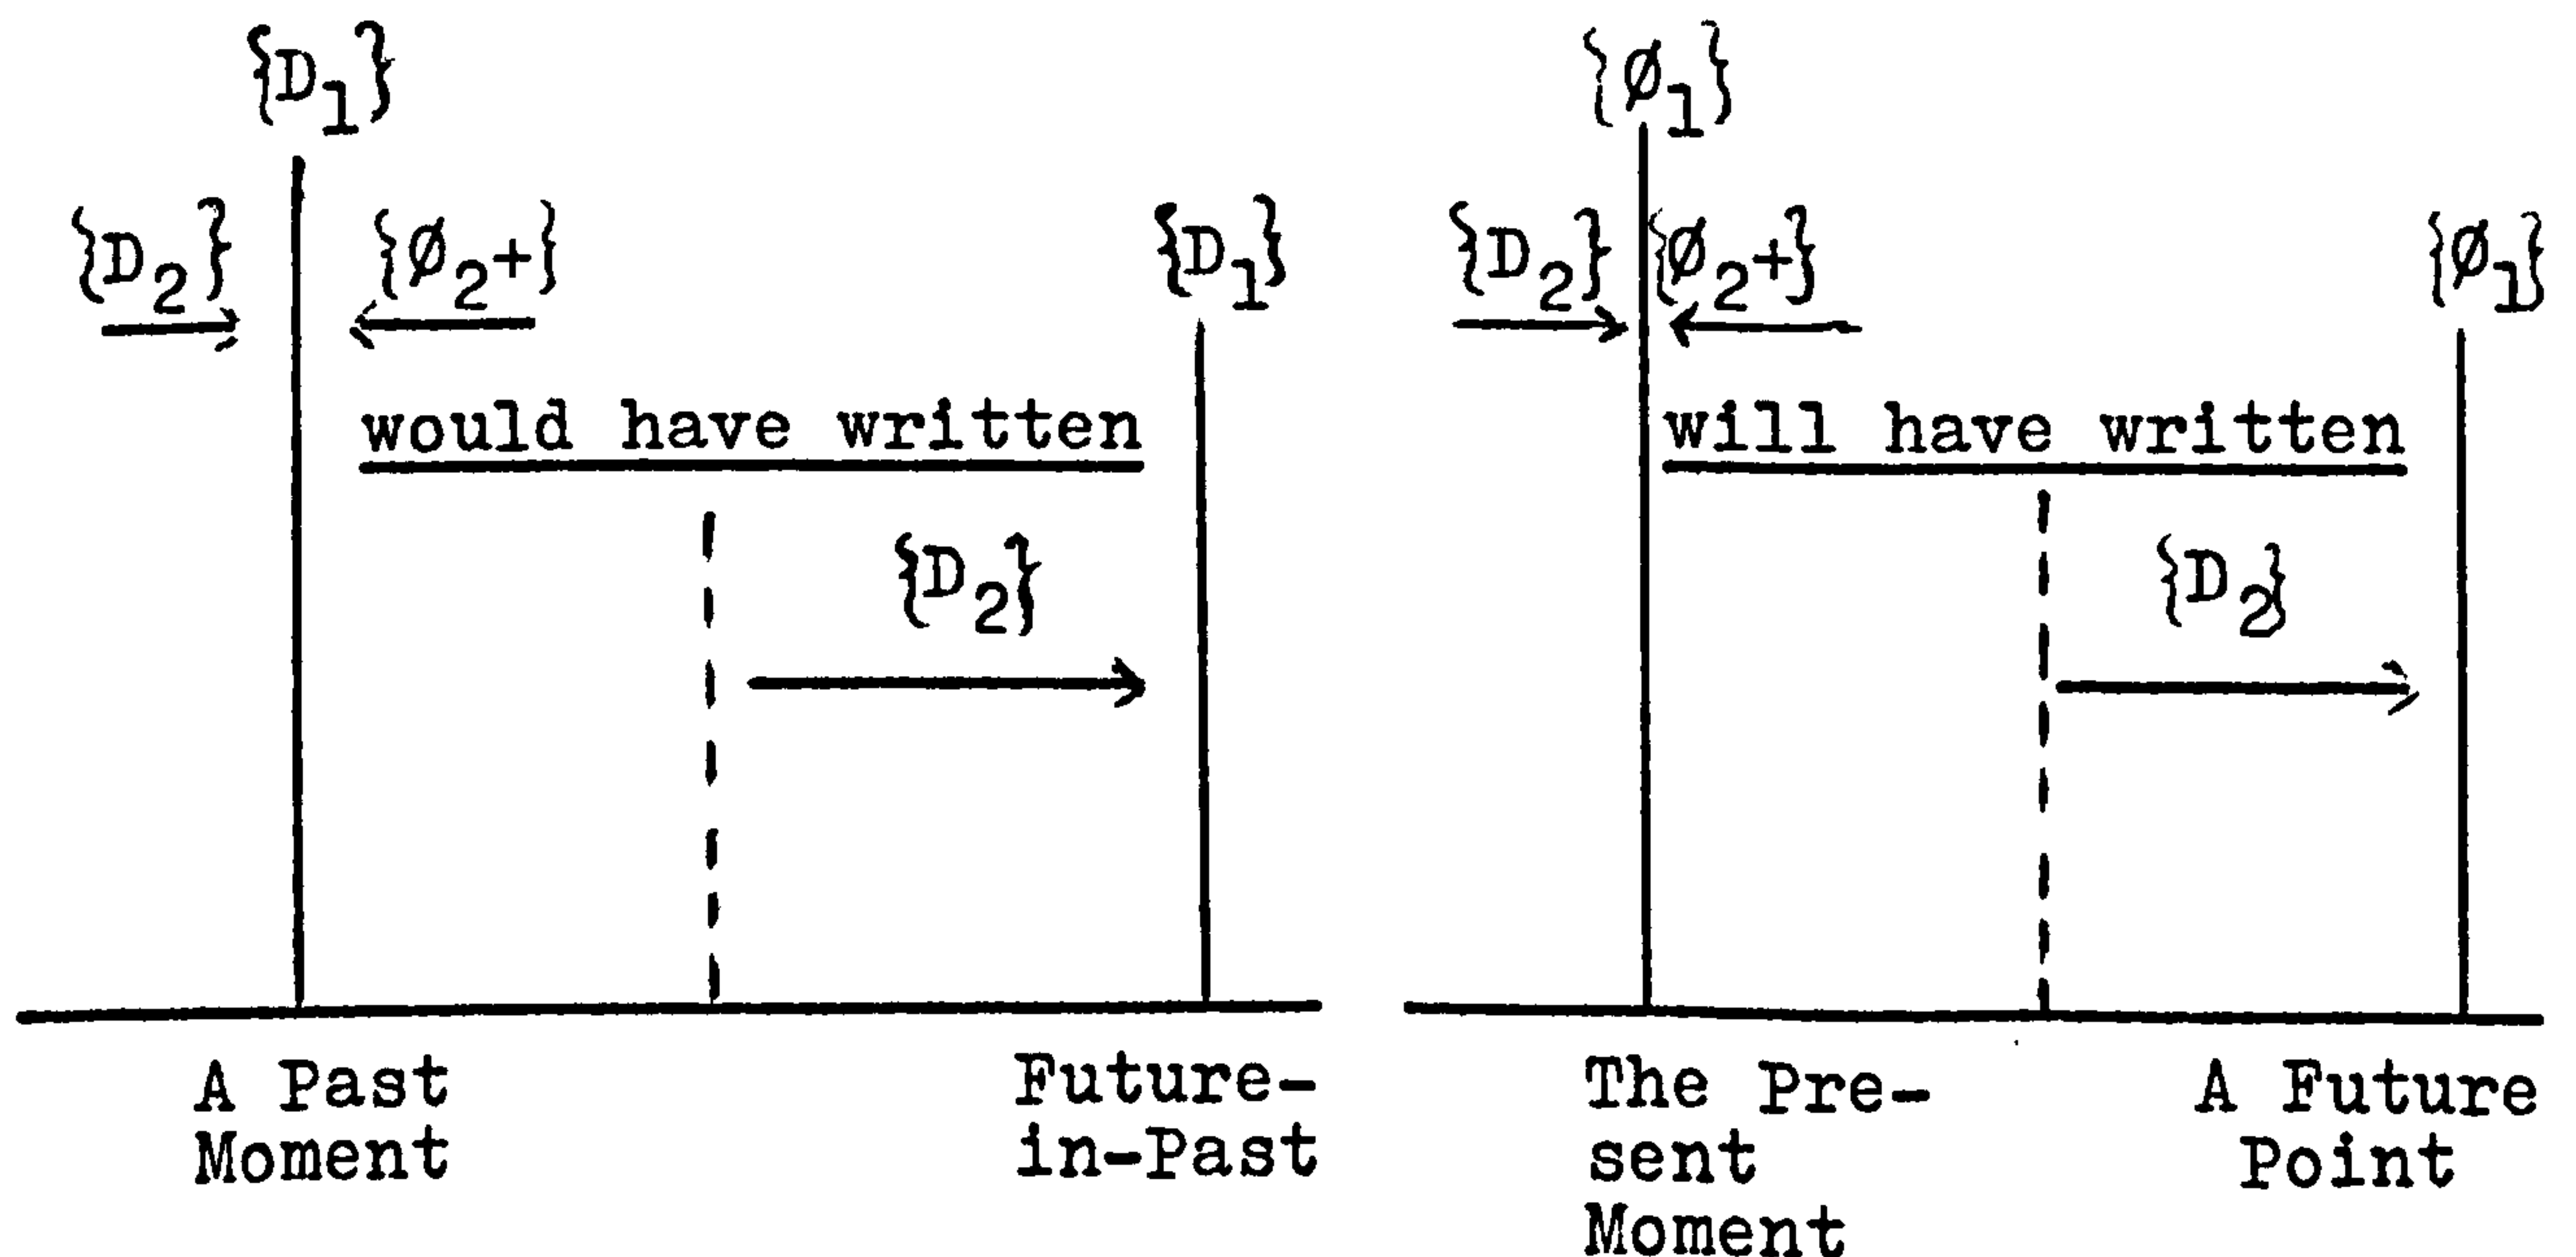 {D₁}
{D₂} {Ø₂+} {D₁}
would have written
{D₂}
A Past Moment
Future-in-Past
{Ø₁}
{D₂} {Ø₂+} {Ø₁}
will have written
{D₂}
The Pre-
sent
Moment
A Future
Point